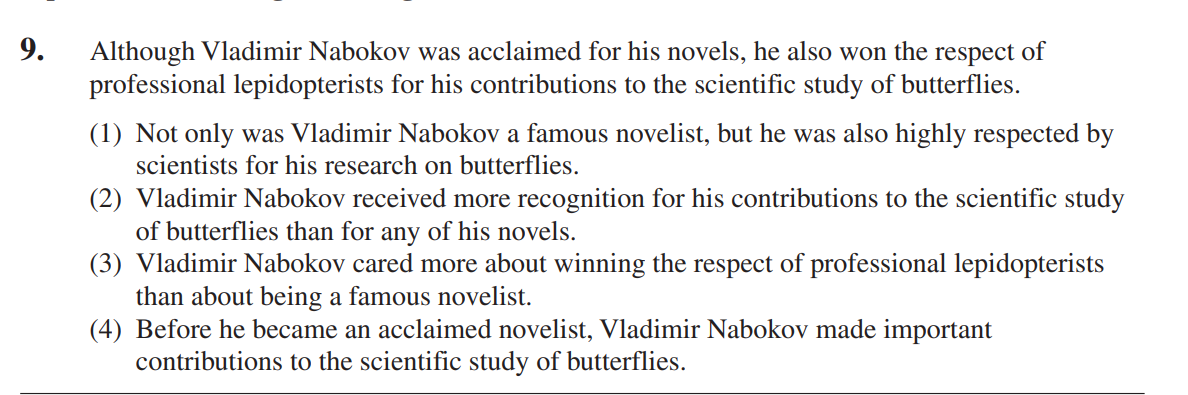 9. Although Vladimir Nabokov was acclaimed for his novels, he also won the respect of
professional lepidopterists for his contributions to the scientific study of butterflies.
(1) Not only was Vladimir Nabokov a famous novelist, but he was also highly respected by
scientists for his research on butterflies.
(2) Vladimir Nabokov received more recognition for his contributions to the scientific study
of butterflies than for any of his novels.
(3) Vladimir Nabokov cared more about winning the respect of professional lepidopterists
than about being a famous novelist.
(4) Before he became an acclaimed novelist, Vladimir Nabokov made important
contributions to the scientific study of butterflies.